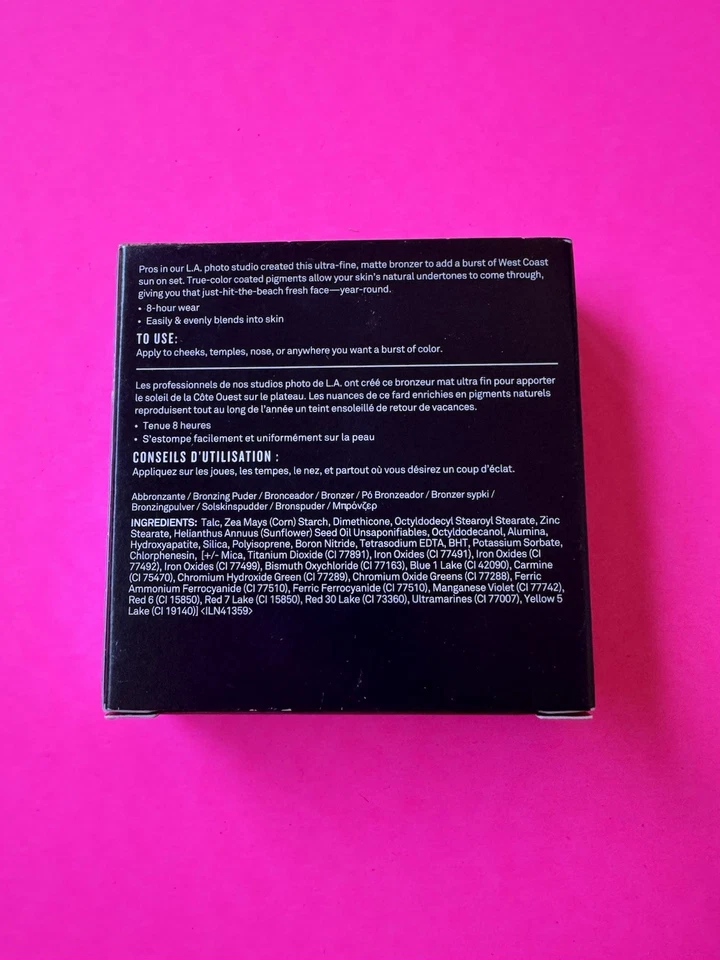 Pros in our L.A. photo studio created this ultra-fine, matte bronzer to add a burst of West Coast
sun on set. True-color coated pigments allow your skin's natural undertones to come through,
giving you that just-hit-the-beach fresh face—year-round.
• 8-hour wear
• Easily & evenly blends into skin
TO USE:
Apply to cheeks, temples, nose, or anywhere you want a burst of color.
Les professionnels de nos studios photo de L.A. ont créé ce bronzeur mat ultra fin pour apporter
le soleil de la Côte Ouest sur le plateau. Les nuances de ce fard enrichies en pigments naturels
reproduisent tout au long de l'année un teint ensoleillé de retour de vacances.
• Tenue 8 heures
• S'estompe facilement et uniformément sur la peau
CONSEILS D'UTILISATION :
Appliquez sur les joues, les tempes, le nez, et partout où vous désirez un coup d'éclat.
Abbronzante / Bronzing Puder / Bronceador / Bronzer / Pó Bronzeador / Bronzer sypki /
Bronzingpulver / Solskinspudder / Bronspuder / Μπρόνζερ
INGREDIENTS: Talc, Zea Mays (Corn) Starch, Dimethicone, Octyldodecyl Stearoyl Stearate, Zinc
Stearate, Helianthus Annuus (Sunflower) Seed Oil Unsaponifiables, Octyldodecanol, Alumina,
Hydroxyapatite, Silica, Polyisoprene, Boron Nitride, Tetrasodium EDTA, BHT, Potassium Sorbate,
Chlorphenesin, [+/- Mica, Titanium Dioxide (CI 77891), Iron Oxides (CI 77491), Iron Oxides (CI
77492), Iron Oxides (CI 77499), Bismuth Oxychloride (CI 77163), Blue 1 Lake (CI 42090), Carmine
(CI 75470), Chromium Hydroxide Green (CI 77289), Chromium Oxide Greens (CI 77288), Ferric
Ammonium Ferrocyanide (CI 77510), Ferric Ferrocyanide (CI 77510), Manganese Violet (CI 77742),
Red 6 (CI 15850), Red 7 Lake (CI 15850), Red 30 Lake (CI 73360), Ultramarines (CI 77007), Yellow 5
Lake (CI 19140)] <ILN41359>